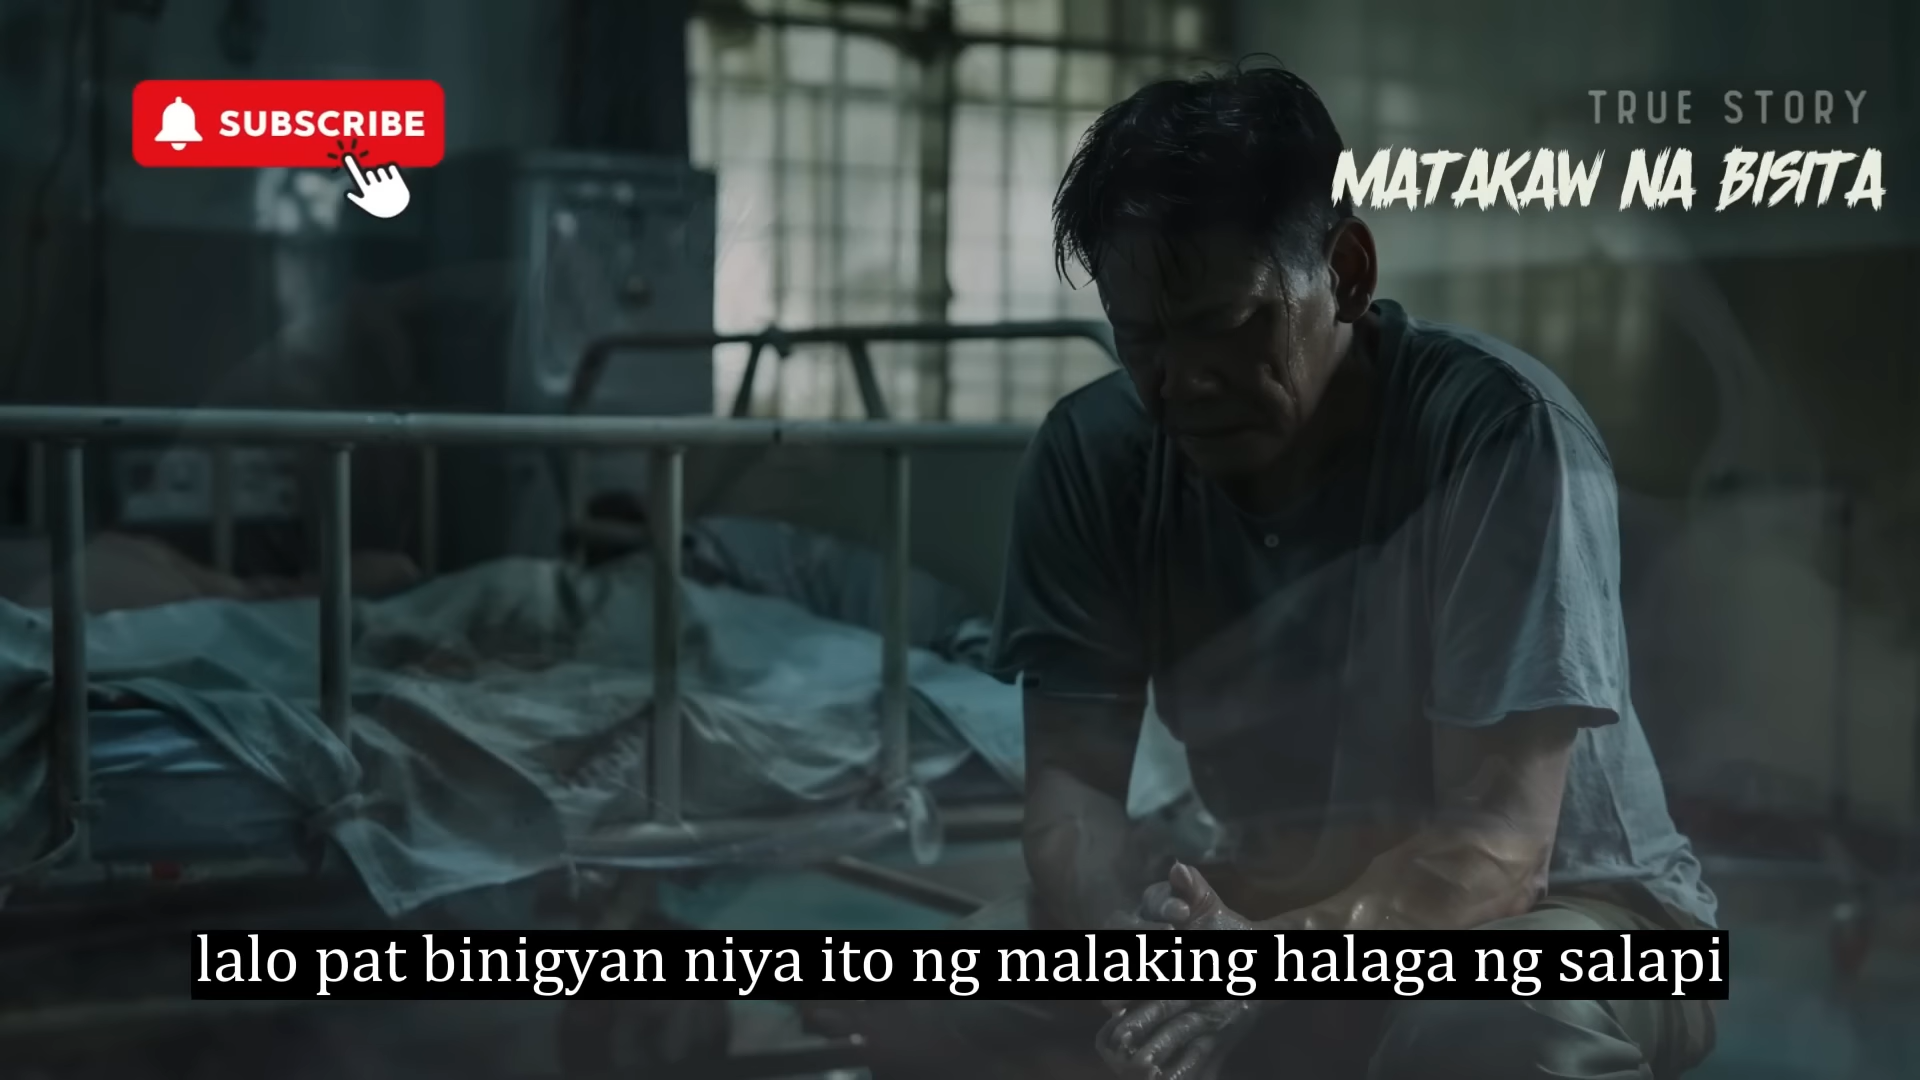 SUBSCRIBE
TRUE STORY
MATAKAW NA BISITA
lalo pat binigyan niya ito ng malaking halaga ng salapi